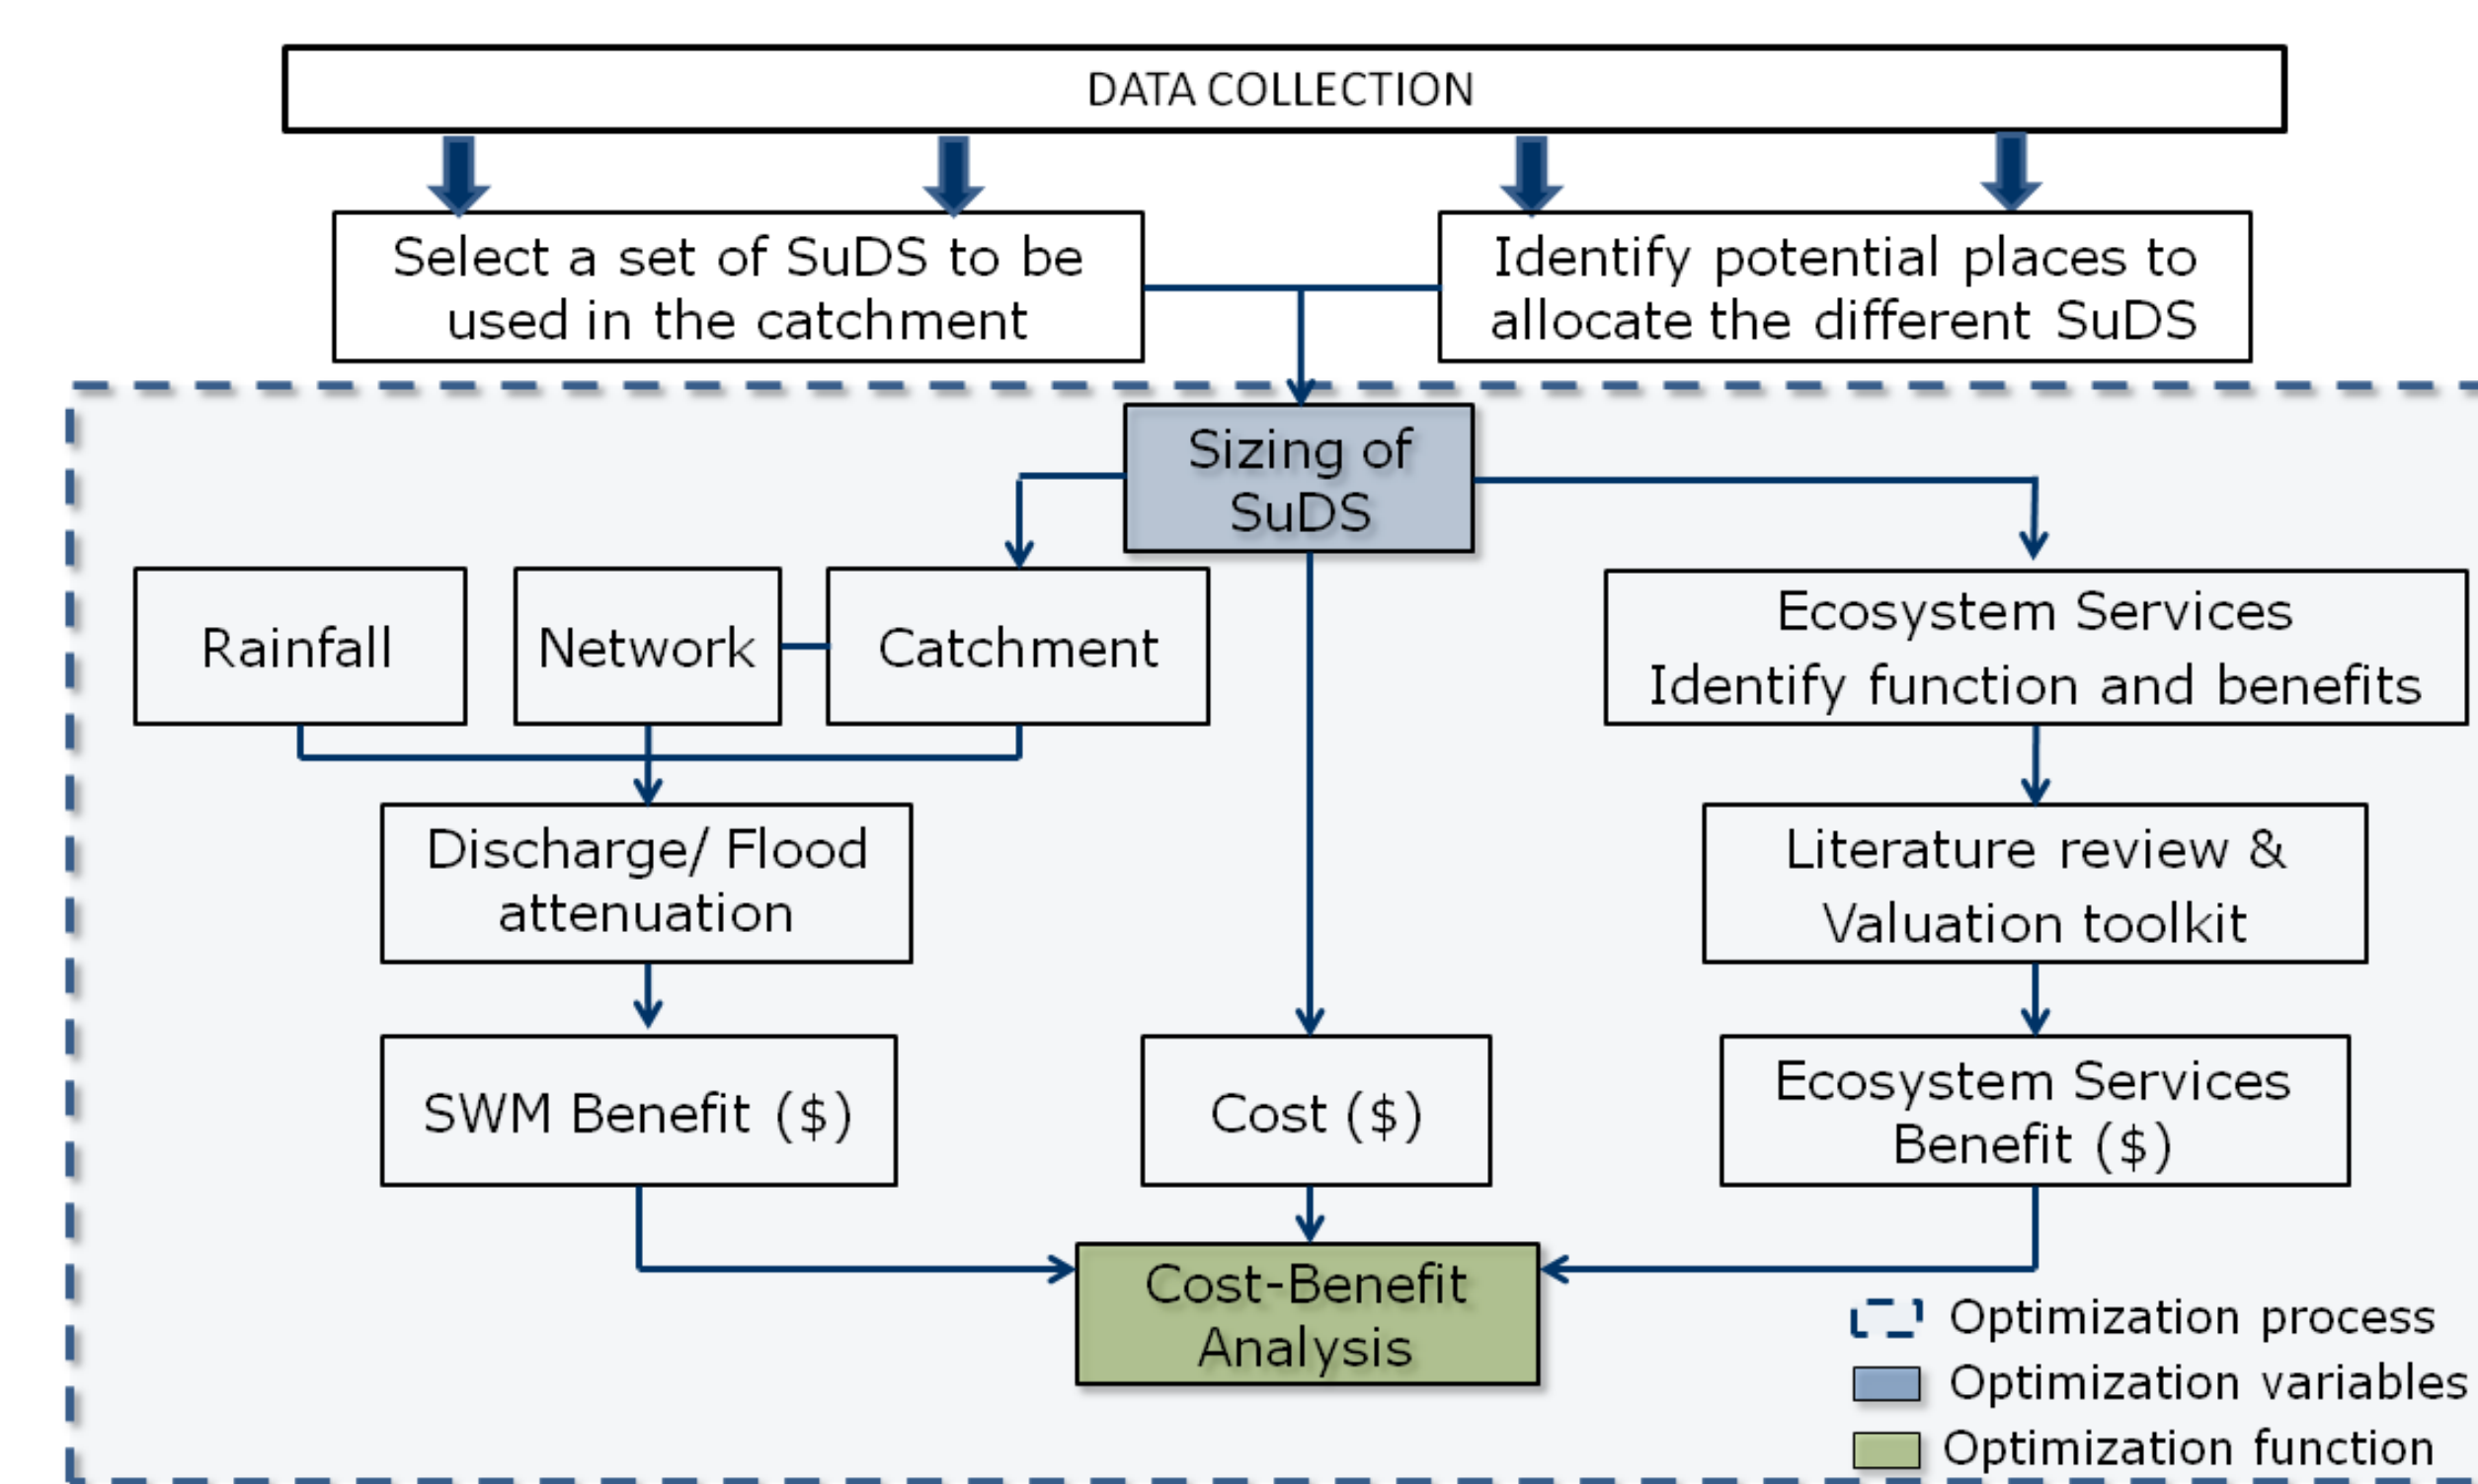 DATA COLLECTION
Select a set of SuDS to be
used in the catchment
Identify potential places to
allocate the different SuDS
Sizing of
SuDS
Rainfall
Network
Catchment
Ecosystem Services
Identify function and benefits
Discharge/ Flood
attenuation
Literature review &
Valuation toolkit
SWM Benefit ($)
Cost ($)
Ecosystem Services
Benefit ($)
Cost-Benefit
Analysis
Optimization process
Optimization variables
Optimization function